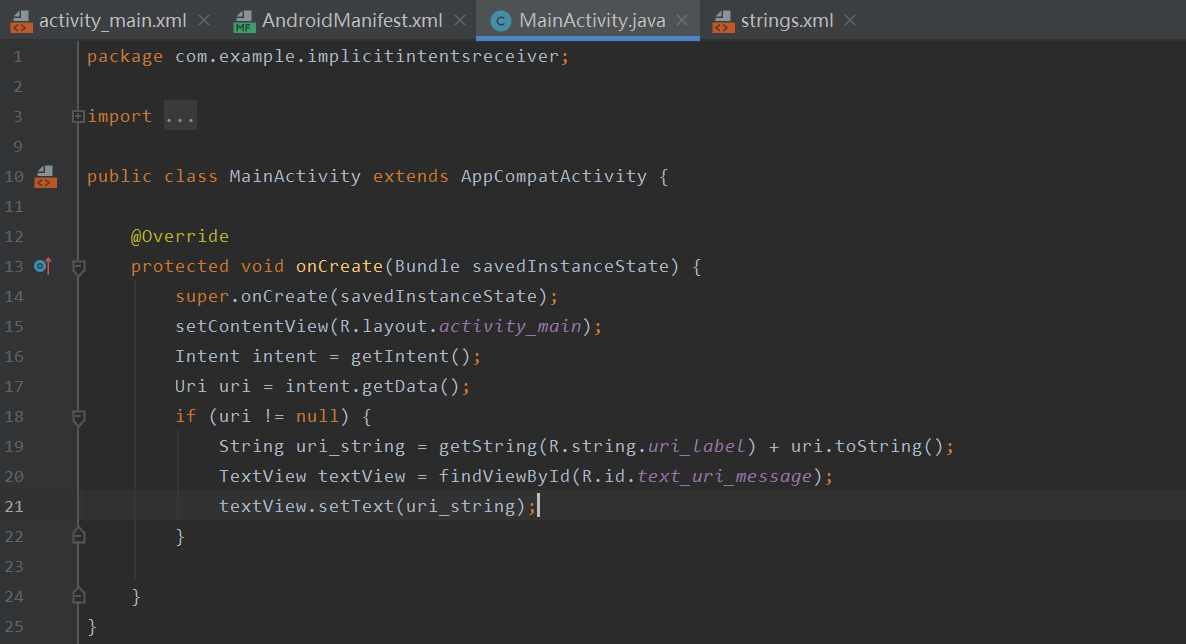 activity_main.xml AndroidManifest.xml MainActivity.java strings.xml
1 package com.example.implicitintentsreceiver;
2
3 import ...
9
10 public class MainActivity extends AppCompatActivity {
11
12     @Override
13     protected void onCreate(Bundle savedInstanceState) {
14         super.onCreate(savedInstanceState);
15         setContentView(R.layout.activity_main);
16         Intent intent = getIntent();
17         Uri uri = intent.getData();
18         if (uri != null) {
19             String uri_string = getString(R.string.uri_label) + uri.toString();
20             TextView textView = findViewById(R.id.text_uri_message);
21             textView.setText(uri_string);
22         }
23
24     }
25 }